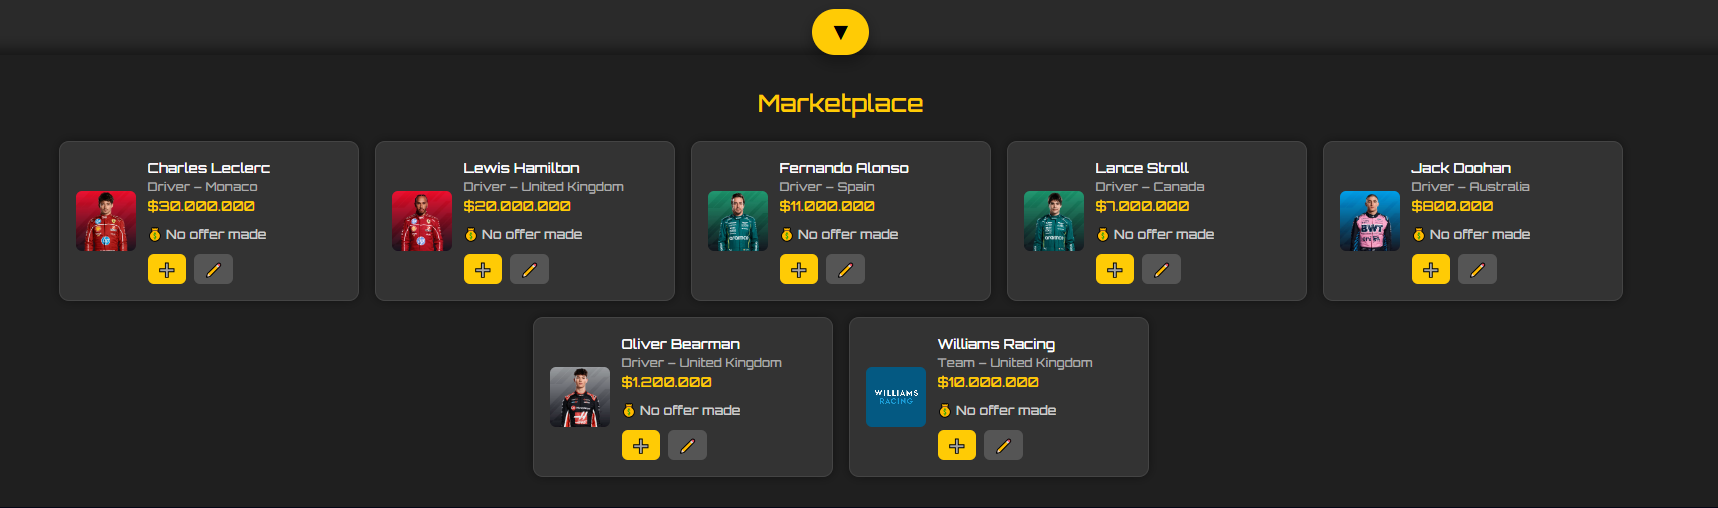 ▼
Marketplace
Charles Leclerc
Driver – Monaco
$30.000.000
💰 No offer made
Lewis Hamilton
Driver – United Kingdom
$20.000.000
💰 No offer made
Fernando Alonso
Driver – Spain
$11.000.000
💰 No offer made
aramco
Lance Stroll
Driver – Canada
$7.000.000
💰 No offer made
aramco
Jack Doohan
Driver – Australia
$800.000
💰 No offer made
BWT
Oliver Bearman
Driver – United Kingdom
$1.200.000
💰 No offer made
Williams Racing
Team – United Kingdom
$10.000.000
💰 No offer made
WILLIAMS
RACING